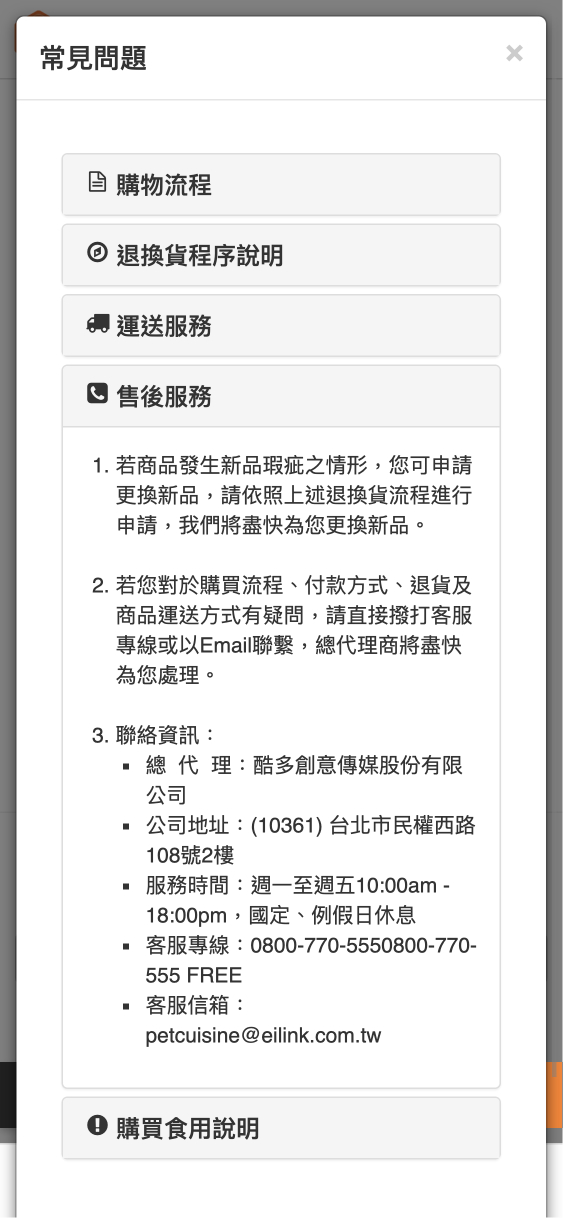 常見問題
×
購物流程
退換貨程序說明
運送服務
售後服務
1. 若商品發生新品瑕疵之情形，您可申請
更換新品，請依照上述退換貨流程進行
申請，我們將盡快為您更換新品。
2. 若您對於購買流程、付款方式、退貨及
商品運送方式有疑問，請直接撥打客服
專線或以Email聯繫，總代理商將盡快
為您處理。
3. 聯絡資訊：
▪ 總 代 理：酷多創意傳媒股份有限
公司
▪ 公司地址：(10361) 台北市民權西路
108號2樓
▪ 服務時間：週一至週五10:00am -
18:00pm，國定、例假日休息
▪ 客服專線：0800-770-5550800-770-
555 FREE
▪ 客服信箱：
petcuisine@eilink.com.tw
購買食用說明